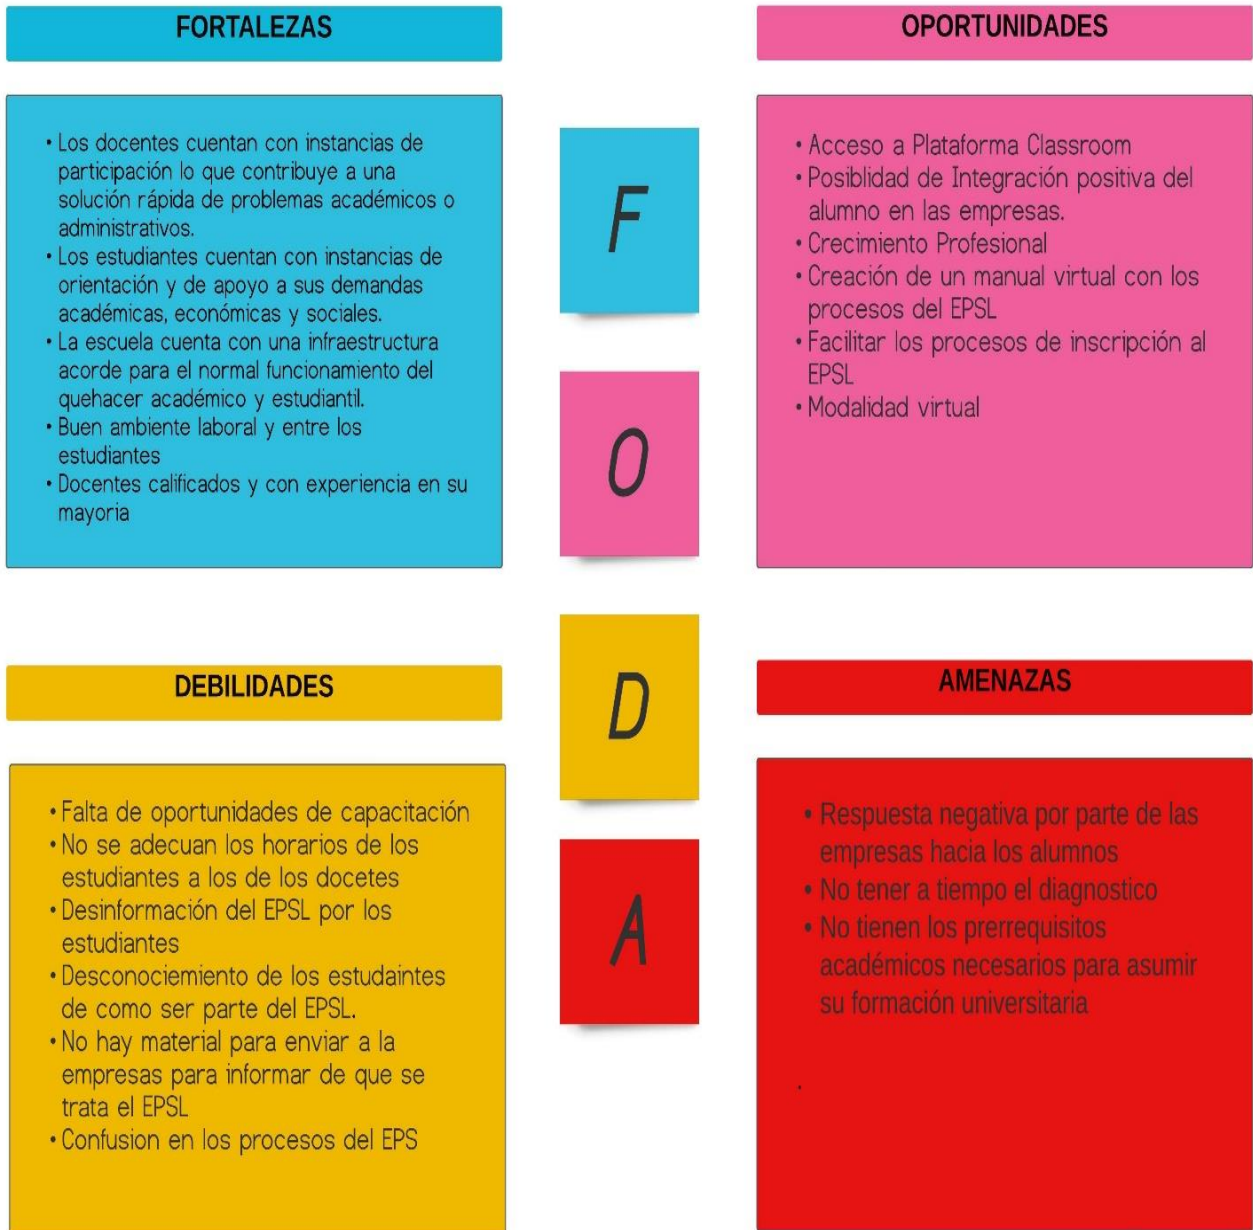 FORTALEZAS
• Los docentes cuentan con instancias de
participación lo que contribuye a una
solución rápida de problemas académicos o
administrativos.
• Los estudiantes cuentan con instancias de
orientación y de apoyo a sus demandas
académicas, económicas y sociales.
• La escuela cuenta con una infraestructura
acorde para el normal funcionamiento del
quehacer académico y estudiantil.
• Buen ambiente laboral y entre los
estudiantes
• Docentes calificados y con experiencia en su
mayoria
F
O
D
A
OPORTUNIDADES
• Acceso a Plataforma Classroom
• Posiblidad de Integración positiva del
alumno en las empresas.
• Crecimiento Profesional
• Creación de un manual virtual con los
procesos del EPSL
• Facilitar los procesos de inscripción al
EPSL
• Modalidad virtual
DEBILIDADES
• Falta de oportunidades de capacitación
• No se adecuan los horarios de los
estudiantes a los de los docetes
• Desinformación del EPSL por los
estudiantes
• Desconociemiento de los estudaintes
de como ser parte del EPSL.
• No hay material para enviar a la
empresas para informar de que se
trata el EPSL
• Confusion en los procesos del EPS
AMENAZAS
• Respuesta negativa por parte de las
empresas hacia los alumnos
• No tener a tiempo el diagnostico
• No tienen los prerrequisitos
académicos necesarios para asumir
su formación universitaria
.